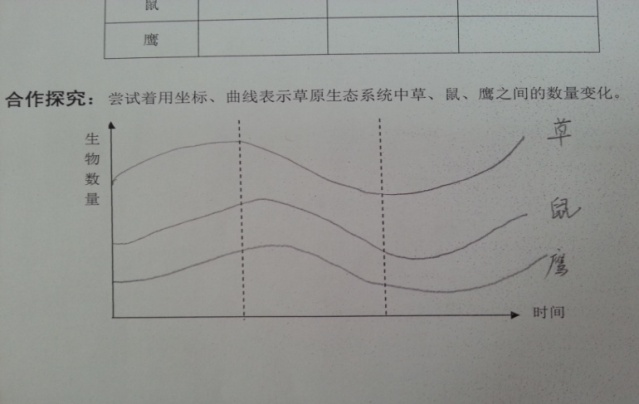 鼠
鹰
合作探究：尝试着用坐标、曲线表示草原生态系统中草、鼠、鹰之间的数量变化。
生物数量
草
鼠
鹰
时间